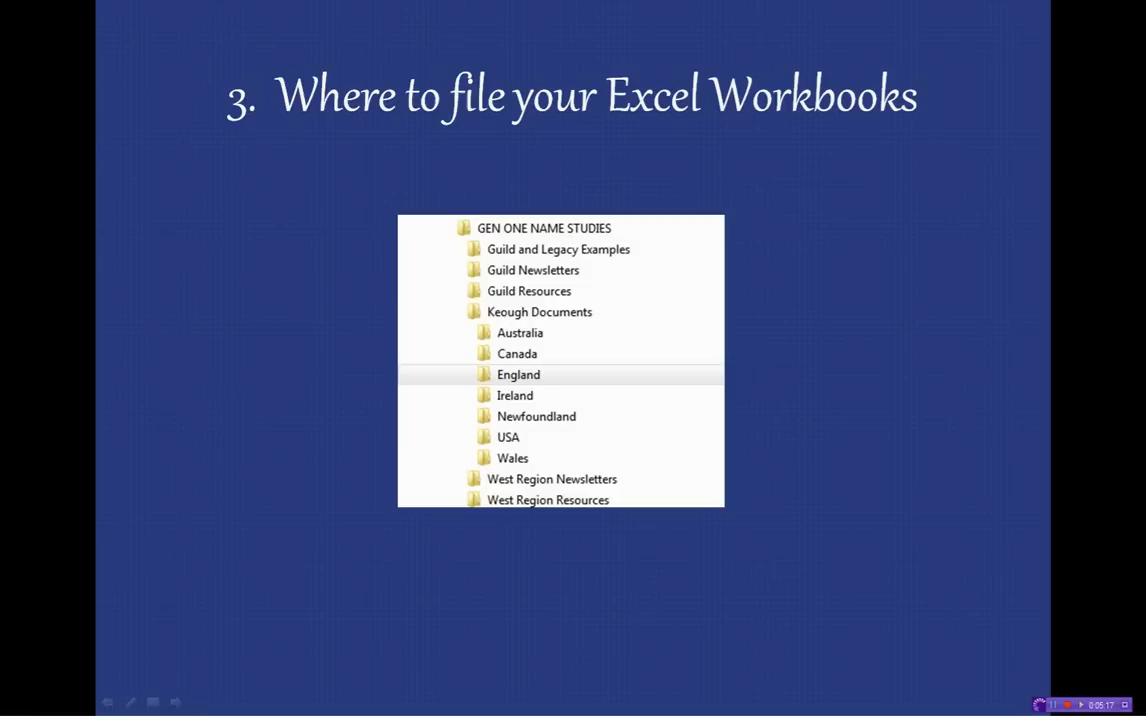 3. Where to file your Excel Workbooks
GEN ONE NAME STUDIES
Guild and Legacy Examples
Guild Newsletters
Guild Resources
Keough Documents
Australia
Canada
England
Ireland
Newfoundland
USA
Wales
West Region Newsletters
West Region Resources
0:05:17